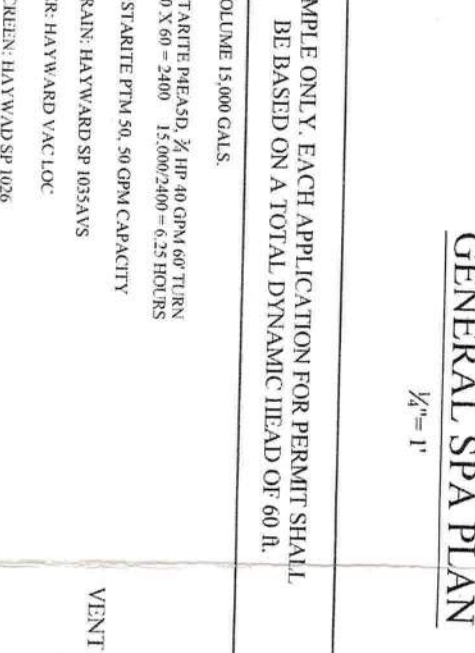 GENERAL SPA PLAN
¼"= 1'
MPLE ONLY. EACH APPLICATION FOR PERMIT SHALL
BE BASED ON A TOTAL DYNAMIC HEAD OF 60 ft.
OLUME 15,000 GALS.
TARITE P4EA5D, ¾ HP 40 GPM 60' TURN
0 X 60 = 2400 15,000/2400 = 6.25 HOURS
STARITE PTM 50, 50 GPM CAPACITY
RAIN: HAYWARD SP 1035AVS
R: HAYWARD VAC LOC
CREEN: HAYWAD SP 1026
VENT